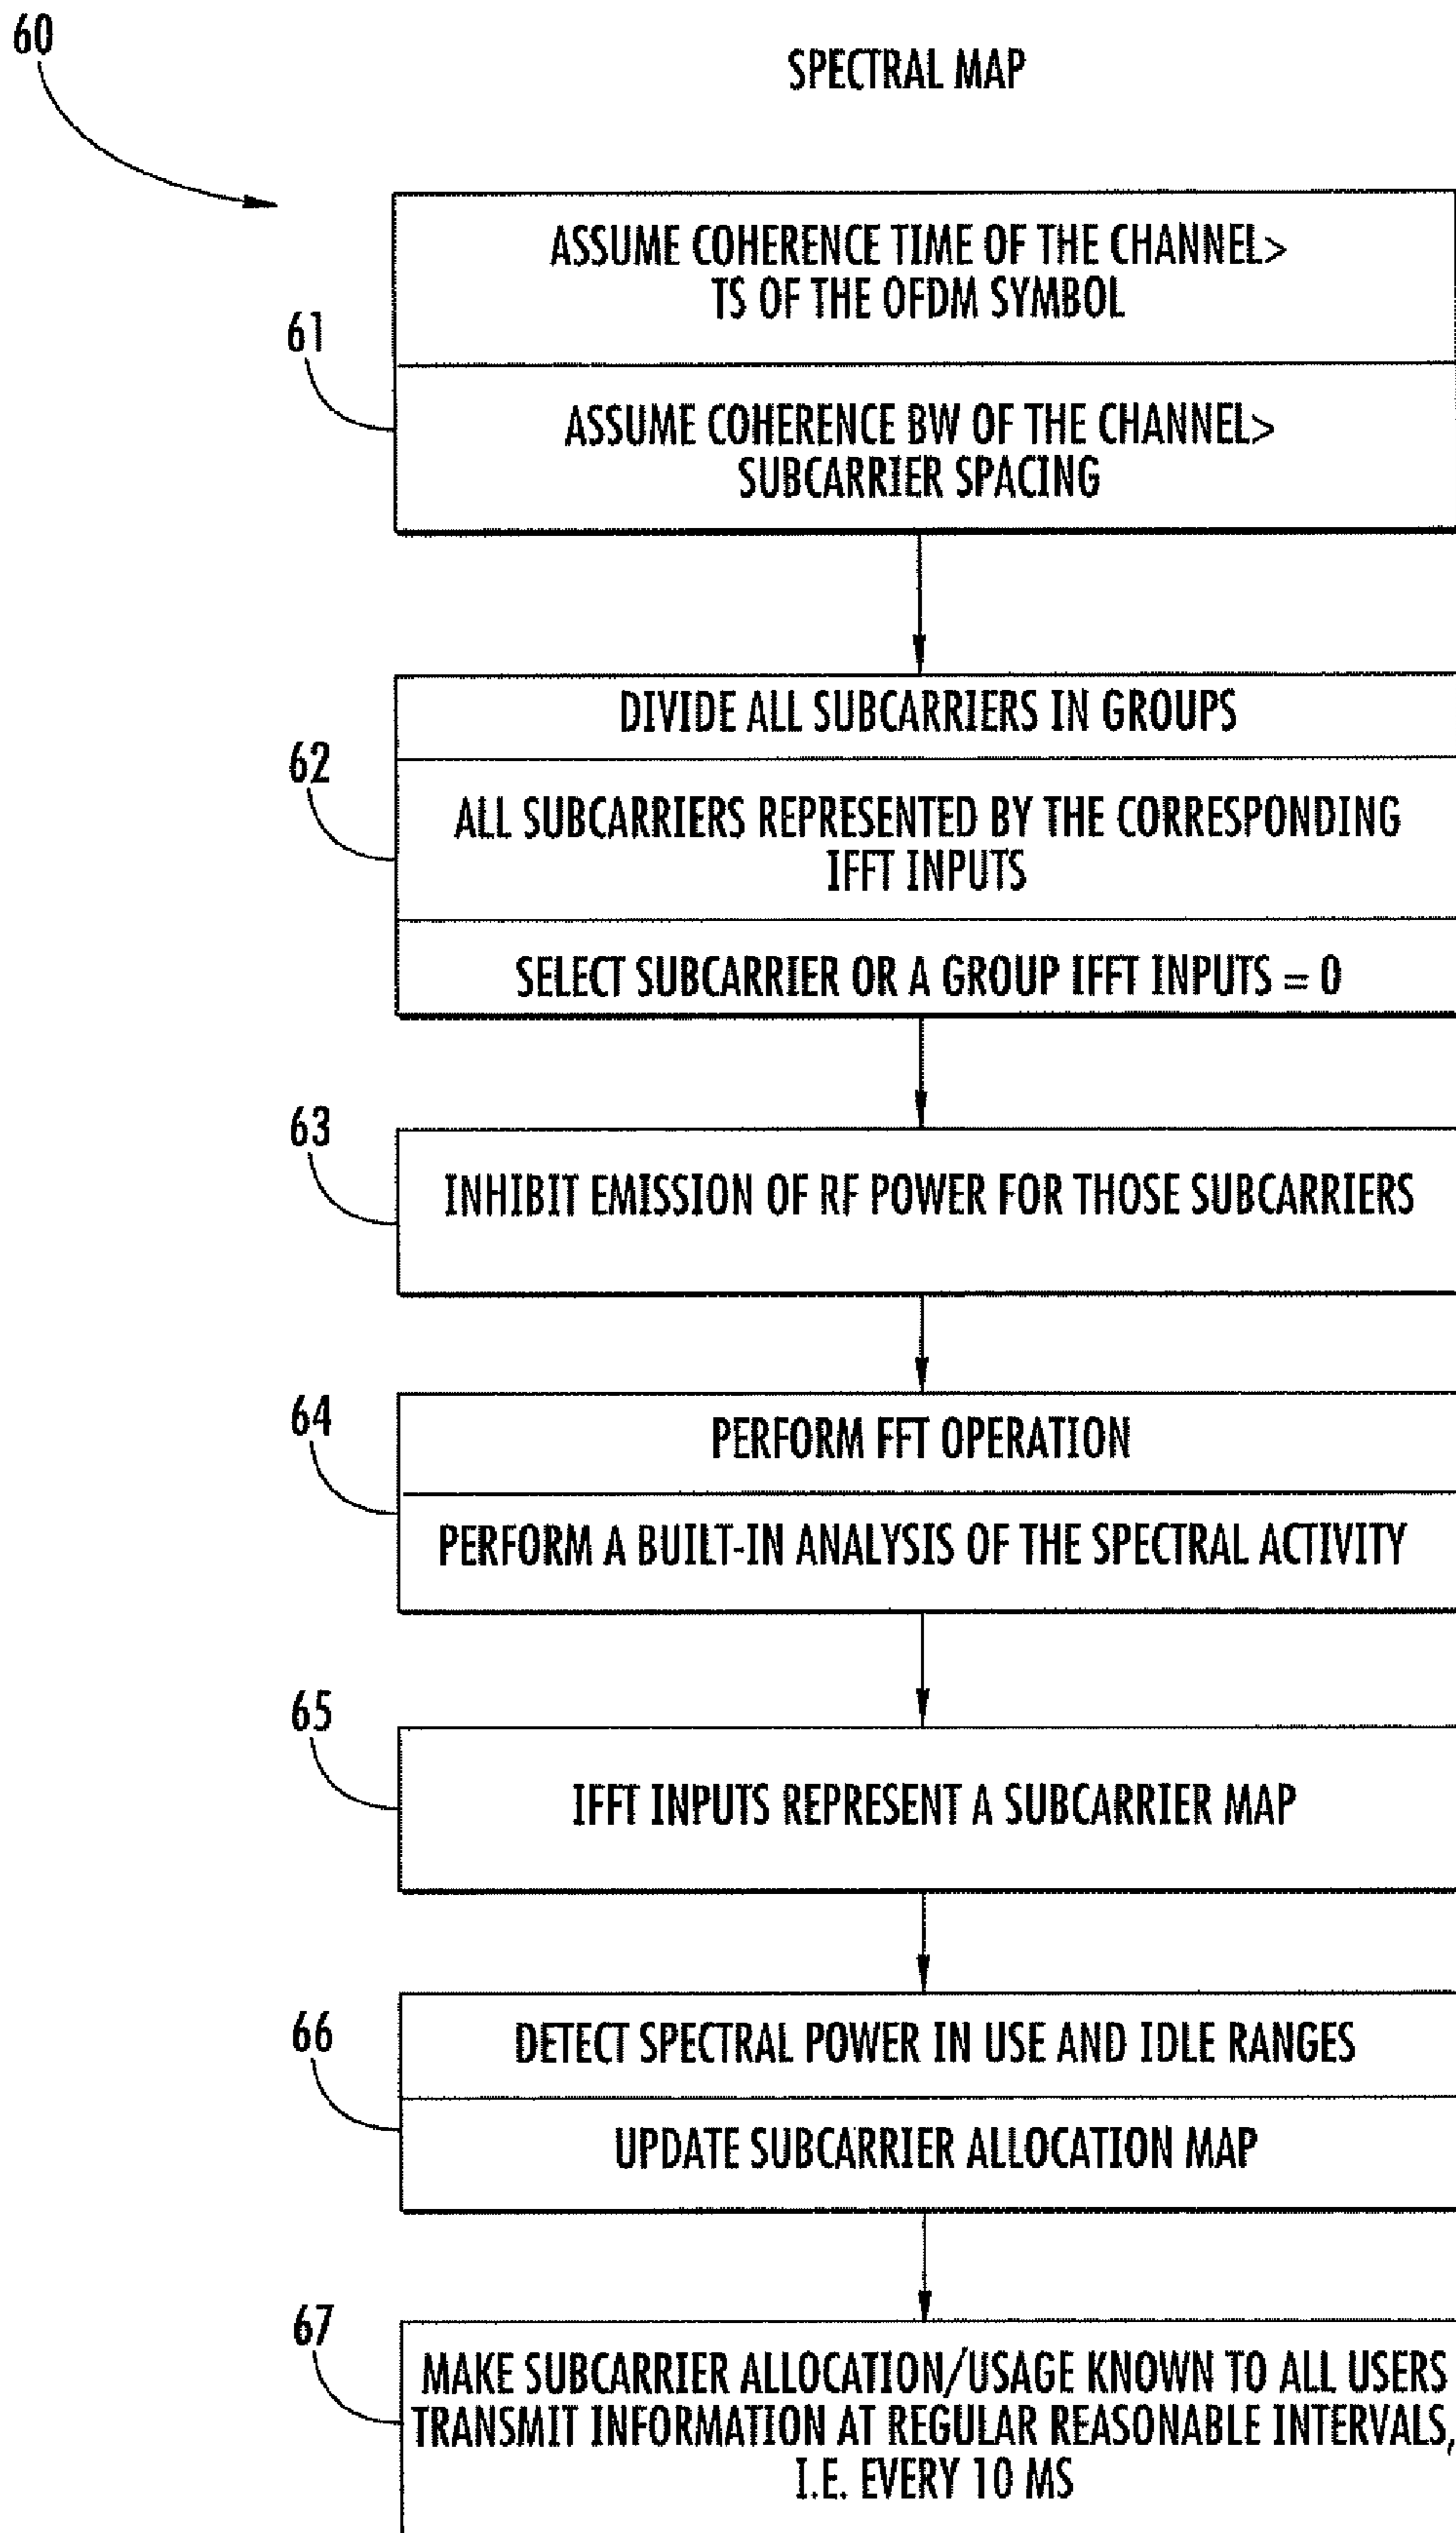 60
SPECTRAL MAP
ASSUME COHERENCE TIME OF THE CHANNEL>
TS OF THE OFDM SYMBOL
61
ASSUME COHERENCE BW OF THE CHANNEL>
SUBCARRIER SPACING
DIVIDE ALL SUBCARRIERS IN GROUPS
62
ALL SUBCARRIERS REPRESENTED BY THE CORRESPONDING
IFFT INPUTS
SELECT SUBCARRIER OR A GROUP IFFT INPUTS = 0
63
INHIBIT EMISSION OF RF POWER FOR THOSE SUBCARRIERS
64
PERFORM FFT OPERATION
PERFORM A BUILT-IN ANALYSIS OF THE SPECTRAL ACTIVITY
65
IFFT INPUTS REPRESENT A SUBCARRIER MAP
66
DETECT SPECTRAL POWER IN USE AND IDLE RANGES
UPDATE SUBCARRIER ALLOCATION MAP
67
MAKE SUBCARRIER ALLOCATION/USAGE KNOWN TO ALL USERS
TRANSMIT INFORMATION AT REGULAR REASONABLE INTERVALS,
I.E. EVERY 10 MS